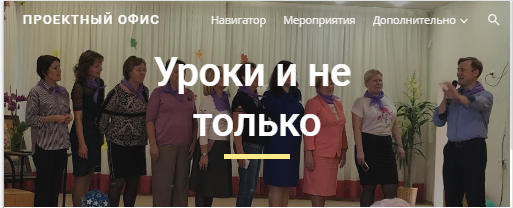 ПРОЕКТНЫЙ ОФИС Навигатор Мероприятия Дополнительно
Уроки и не
только